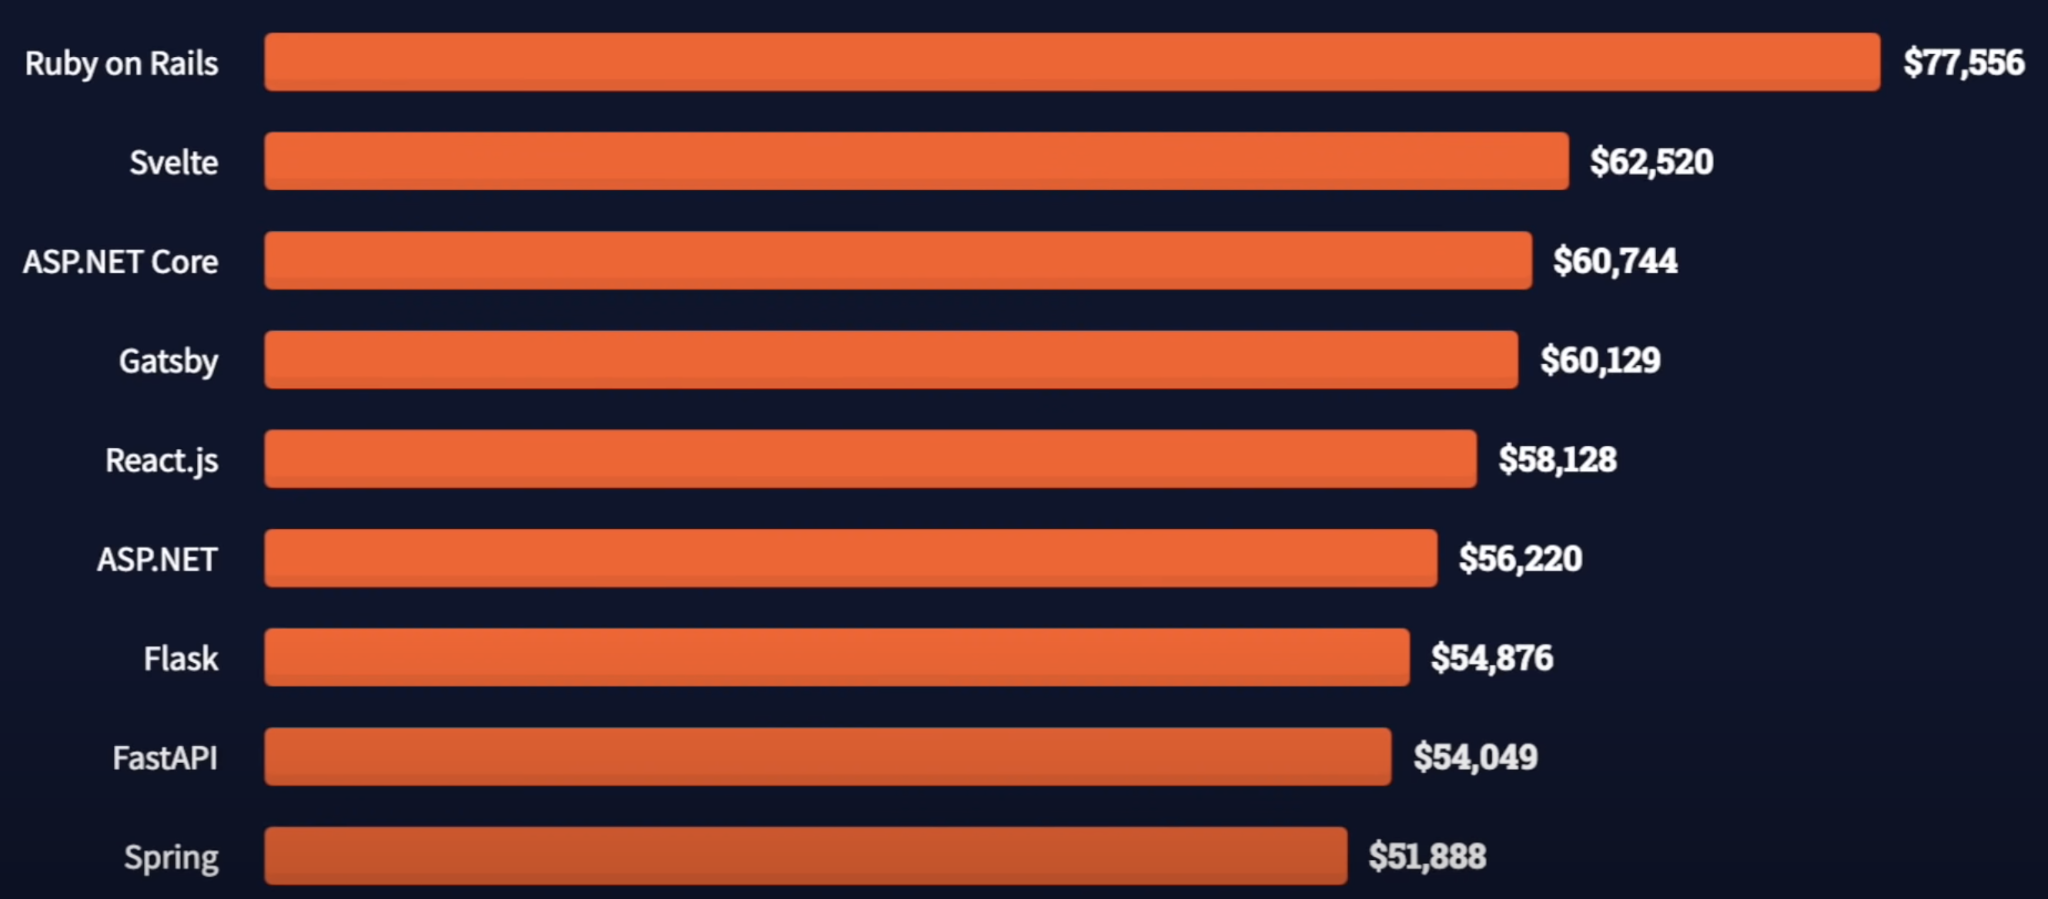 Ruby on Rails $77,556
Svelte $62,520
ASP.NET Core $60,744
Gatsby $60,129
React.js $58,128
ASP.NET $56,220
Flask $54,876
FastAPI $54,049
Spring $51,888